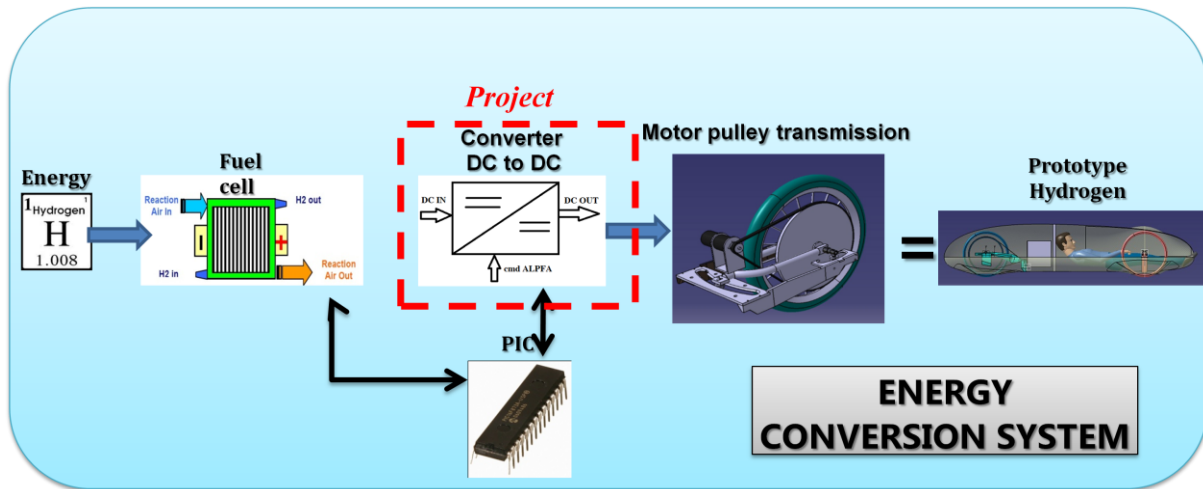 Project
Energy
1
1
Hydrogen
H
1.008
Fuel
cell
Reaction
Air In
H2 out
H2 in
Reaction
Air Out
Converter
DC to DC
DC IN
DC OUT
cmd ALPFA
PIC
Motor pulley transmission
=
Prototype
Hydrogen
ENERGY
CONVERSION SYSTEM